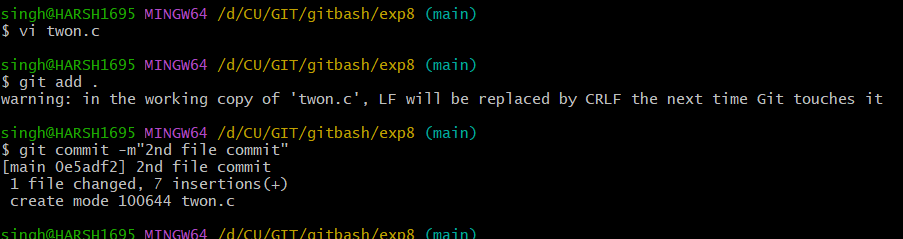 singh@HARSH1695 MINGW64 /d/CU/GIT/gitbash/exp8 (main)
$ vi twon.c
singh@HARSH1695 MINGW64 /d/CU/GIT/gitbash/exp8 (main)
$ git add .
warning: in the working copy of 'twon.c', LF will be replaced by CRLF the next time Git touches it
singh@HARSH1695 MINGW64 /d/CU/GIT/gitbash/exp8 (main)
$ git commit -m"2nd file commit"
[main 0e5adf2] 2nd file commit
 1 file changed, 7 insertions(+)
 create mode 100644 twon.c
singh@HARSH1695 MINGW64 /d/CU/GIT/gitbash/exp8 (main)